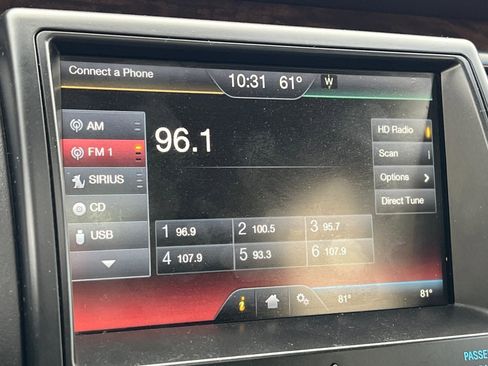 Connect a Phone
10:31 61° W
AM
FM 1
SIRIUS
CD
USB
96.1
HD Radio
Scan
Options
Direct Tune
1 96.9 2 100.5 3 95.7
4 107.9 5 93.3 6 107.9
81° 81°
PASSE